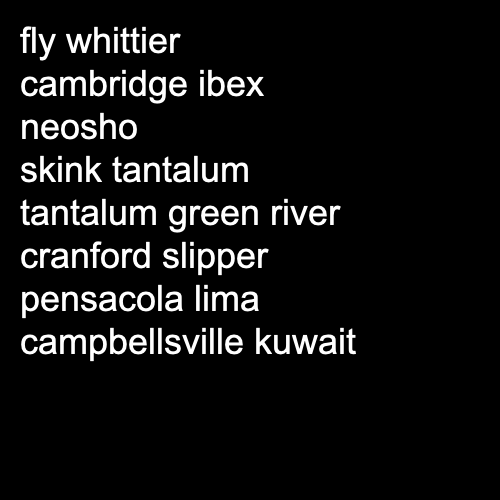 fly whittier
cambridge ibex
neosho
skink tantalum
tantalum green river
cranford slipper
pensacola lima
campbellsville kuwait